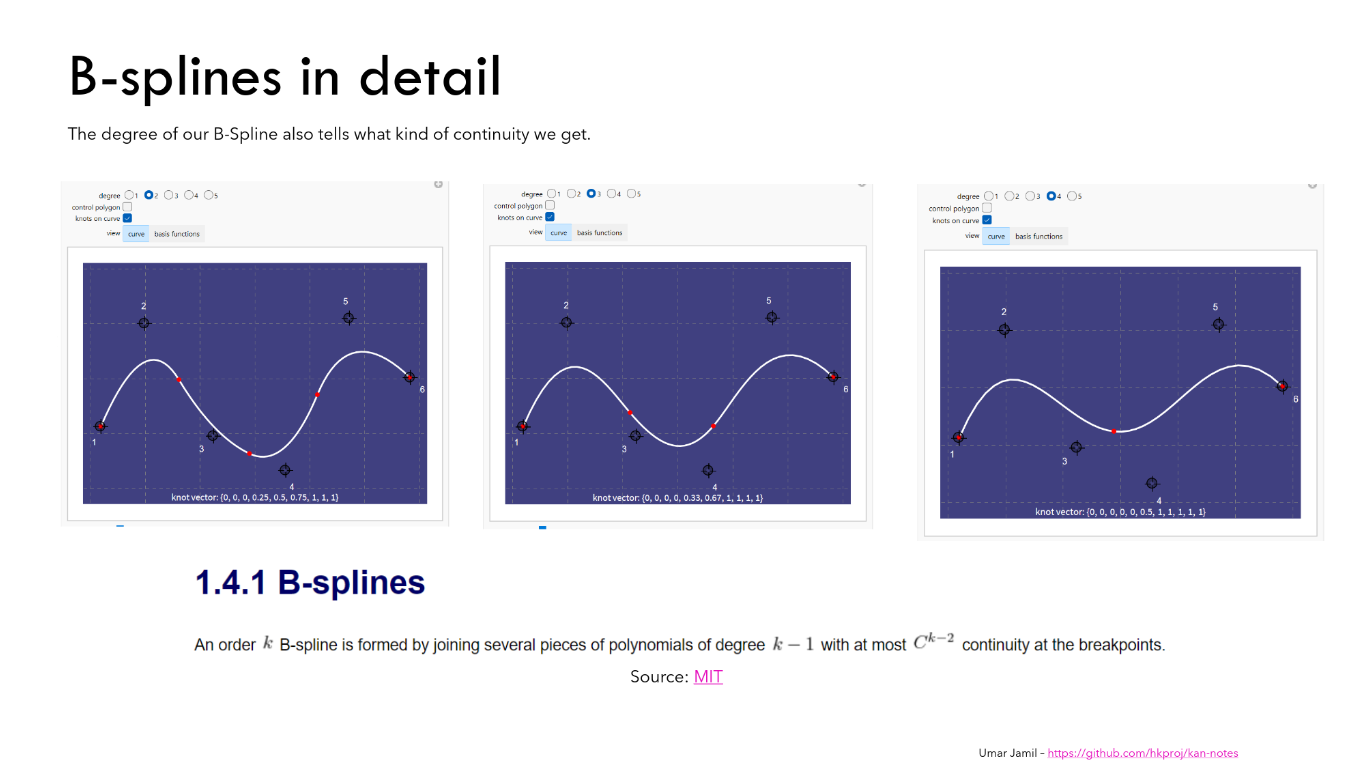 B-splines in detail
The degree of our B-Spline also tells what kind of continuity we get.
degree 1 2 3 4 5
control polygon
knots on curve
view curve basis functions
2
5
1
3
4
6
knot vector: {0, 0, 0, 0.25, 0.5, 0.75, 1, 1, 1}
degree 1 2 3 4 5
control polygon
knots on curve
view curve basis functions
2
5
1
3
4
6
knot vector: {0, 0, 0, 0, 0.33, 0.67, 1, 1, 1, 1}
degree 1 2 3 4 5
control polygon
knots on curve
view curve basis functions
2
5
1
3
4
6
knot vector: {0, 0, 0, 0, 0, 0.5, 1, 1, 1, 1, 1}
1.4.1 B-splines
An order k B-spline is formed by joining several pieces of polynomials of degree k − 1 with at most C^{k−2} continuity at the breakpoints.
Source: MIT
Umar Jamil – https://github.com/hkproj/kan-notes